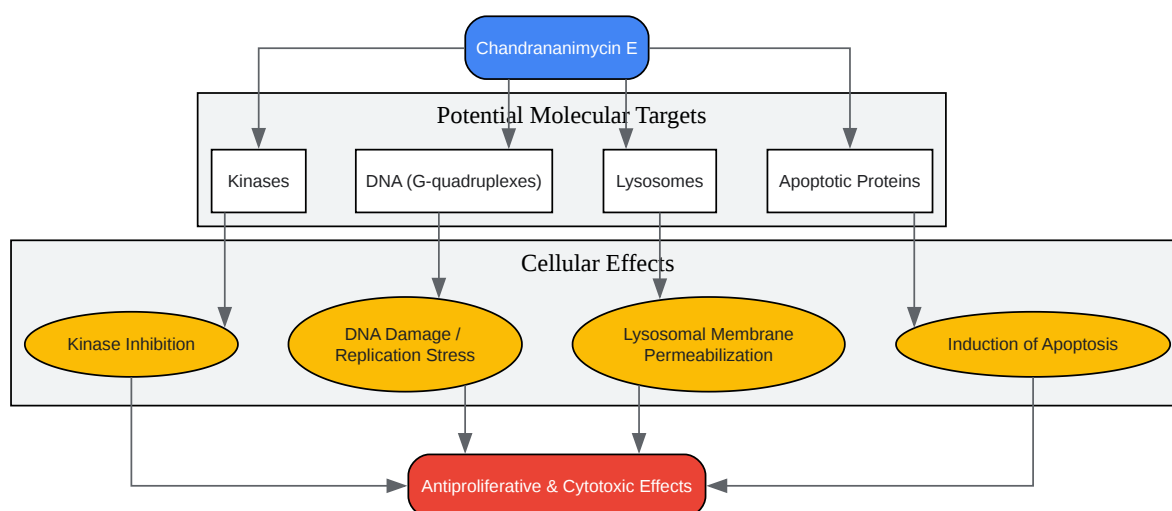 Chandrananimycin E
Potential Molecular Targets
Kinases
DNA (G-quadruplexes)
Lysosomes
Apoptotic Proteins
Cellular Effects
Kinase Inhibition
DNA Damage /
Replication Stress
Lysosomal Membrane
Permeabilization
Induction of Apoptosis
Antiproliferative & Cytotoxic Effects